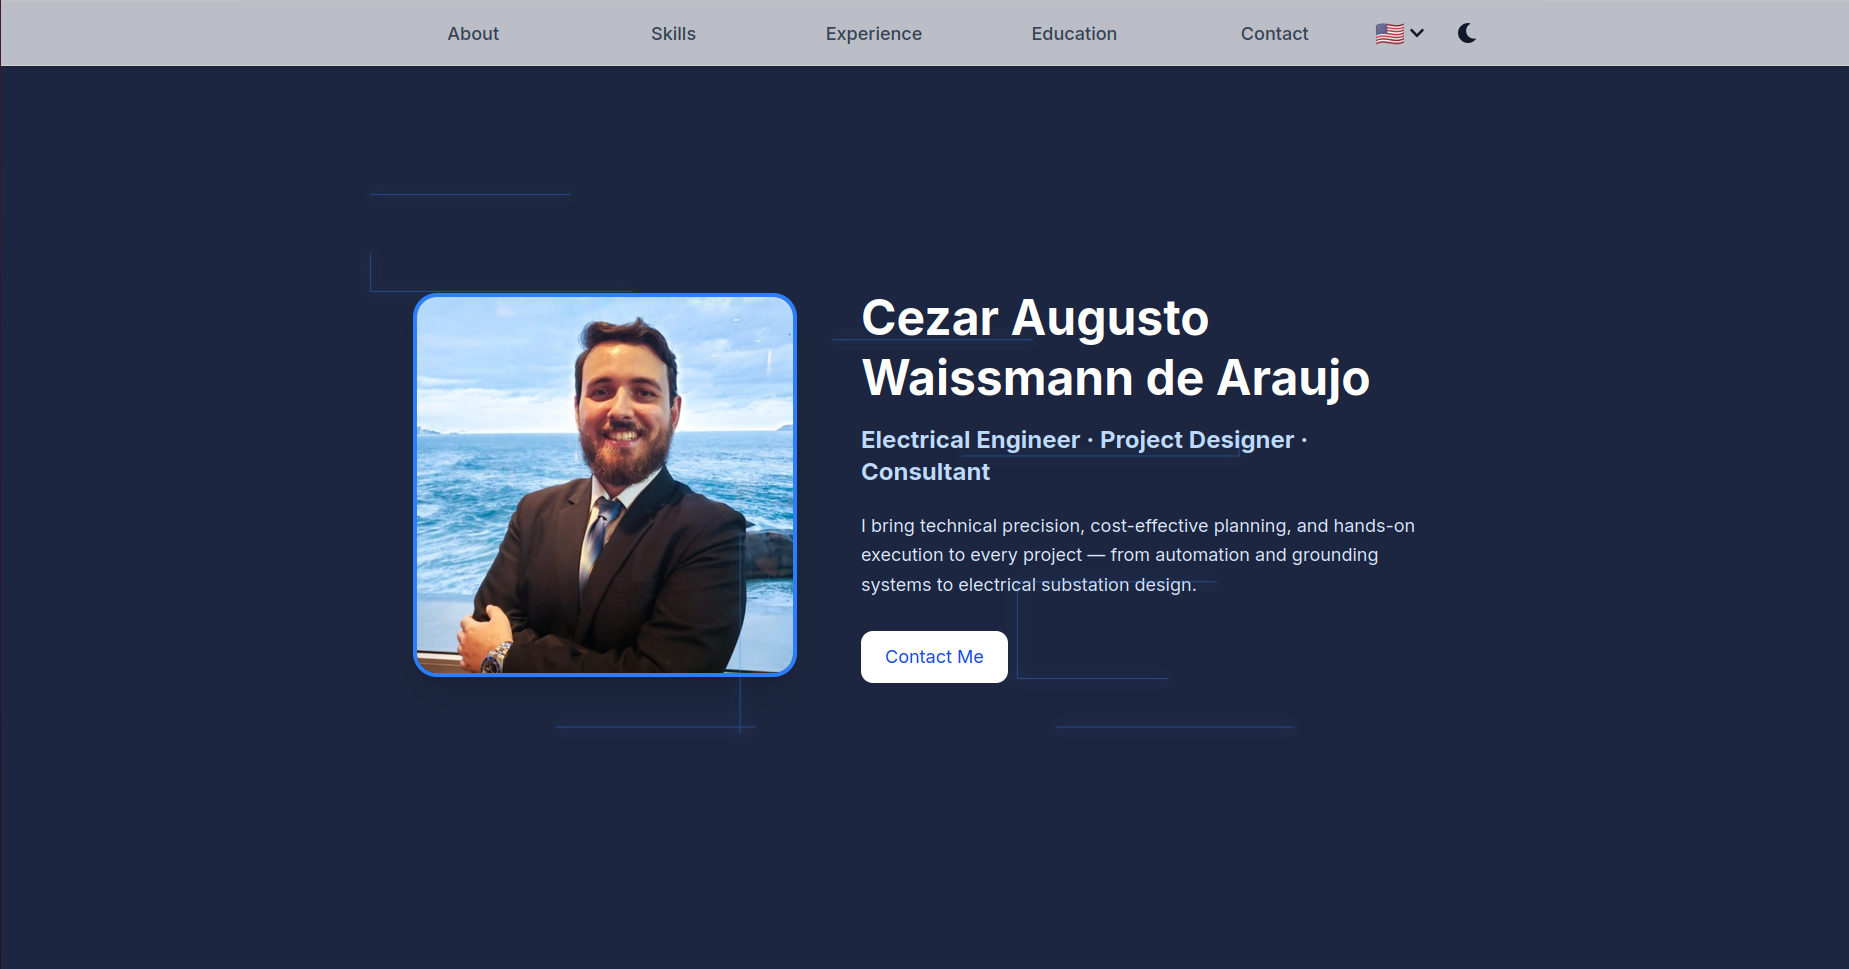 About Skills Experience Education Contact
Cezar Augusto
Waissmann de Araujo
Electrical Engineer · Project Designer ·
Consultant
I bring technical precision, cost-effective planning, and hands-on
execution to every project — from automation and grounding
systems to electrical substation design.
Contact Me